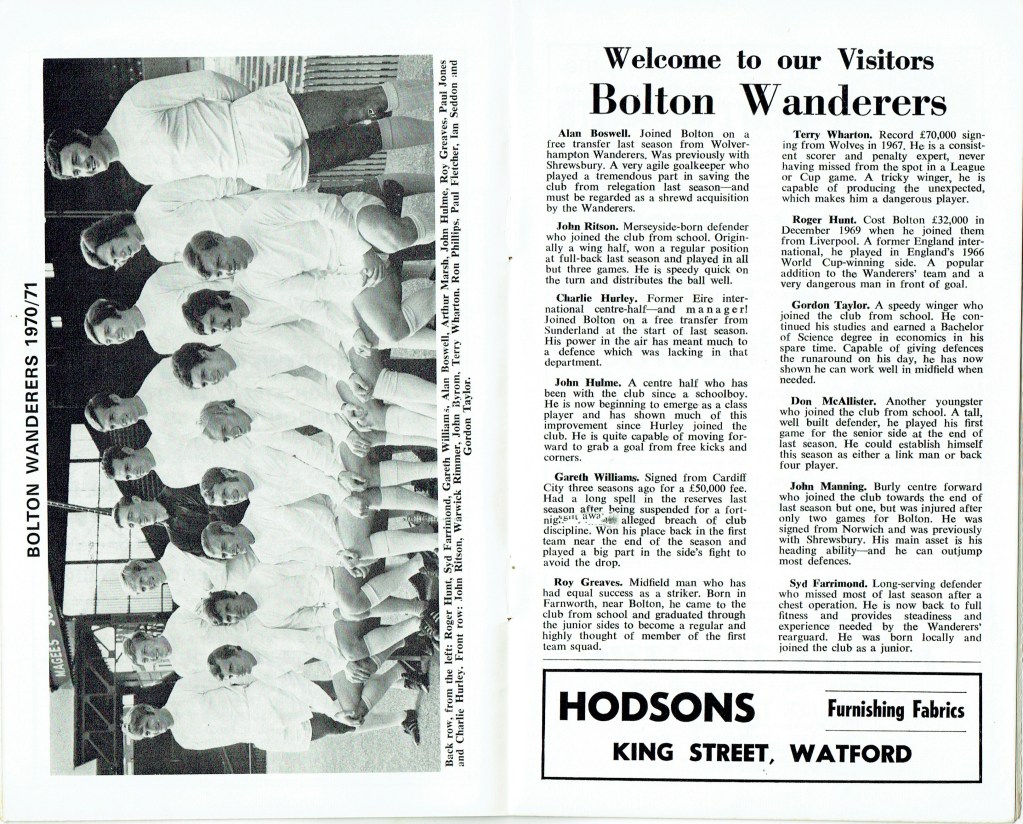 BOLTON WANDERERS 1970/71
MAGEES
Back row, from the left: Roger Hunt, Syd Farrimond, Gareth Williams, Alan Boswell, Arthur Marsh, John Hulme, Roy Greaves, Paul Jones
and Charlie Hurley. Front row: John Ritson, Warwick Rimmer, John Byrom, Terry Wharton, Ron Phillips, Paul Fletcher, Ian Seddon and
Gordon Taylor.
Welcome to our Visitors
Bolton Wanderers
Alan Boswell. Joined Bolton on a
free transfer last season from Wolver-
hampton Wanderers. Was previously with
Shrewsbury. A very agile goalkeeper who
played a tremendous part in saving the
club from relegation last season—and
must be regarded as a shrewd acquisition
by the Wanderers.
John Ritson. Merseyside-born defender
who joined the club from school. Origin-
ally a wing half, won a regular position
at full-back last season and played in all
but three games. He is speedy quick on
the turn and distributes the ball well.
Charlie Hurley. Former Eire inter-
national centre-half—and manager!
Joined Bolton on a free transfer from
Sunderland at the start of last season.
His power in the air has meant much to
a defence which was lacking in that
department.
John Hulme. A centre half who has
been with the club since a schoolboy.
He is now beginning to emerge as a class
player and has shown much of this
improvement since Hurley joined the
club. He is quite capable of moving for-
ward to grab a goal from free kicks and
corners.
Gareth Williams. Signed from Cardiff
City three seasons ago for a £50,000 fee.
Had a long spell in the reserves last
season after being suspended for a fort-
alleged breach of club
discipline. Won his place back in the first
team near the end of the season and
played a big part in the side's fight to
avoid the drop.
Roy Greaves. Midfield man who has
had equal success as a striker. Born in
Farnworth, near Bolton, he came to the
club from school and graduated through
the junior sides to become a regular and
highly thought of member of the first
team squad.
Terry Wharton. Record £70,000 sign-
ing from Wolves in 1967. He is a consist-
ent scorer and penalty expert, never
having missed from the spot in a League
or Cup game. A tricky winger, he is
capable of producing the unexpected,
which makes him a dangerous player.
Roger Hunt. Cost Bolton £32,000 in
December 1969 when he joined them
from Liverpool. A former England inter-
national, he played in England's 1966
World Cup-winning side. A popular
addition to the Wanderers' team and a
very dangerous man in front of goal.
Gordon Taylor. A speedy winger who
joined the club from school. He con-
tinued his studies and earned a Bachelor
of Science degree in economics in his
spare time. Capable of giving defences
the runaround on his day, he has now
shown he can work well in midfield when
needed.
Don McAllister. Another youngster
who joined the club from school. A tall,
well built defender, he played his first
game for the senior side at the end of
last season. He could establish himself
this season as either a link man or back
four player.
John Manning. Burly centre forward
who joined the club towards the end of
last season but one, but was injured after
only two games for Bolton. He was
signed from Norwich and was previously
with Shrewsbury. His main asset is his
heading ability—and he can outjump
most defences.
Syd Farrimond. Long-serving defender
who missed most of last season after a
chest operation. He is now back to full
fitness and provides steadiness and
experience needed by the Wanderers'
rearguard. He was born locally and
joined the club as a junior.
HODSONS
Furnishing Fabrics
KING STREET, WATFORD